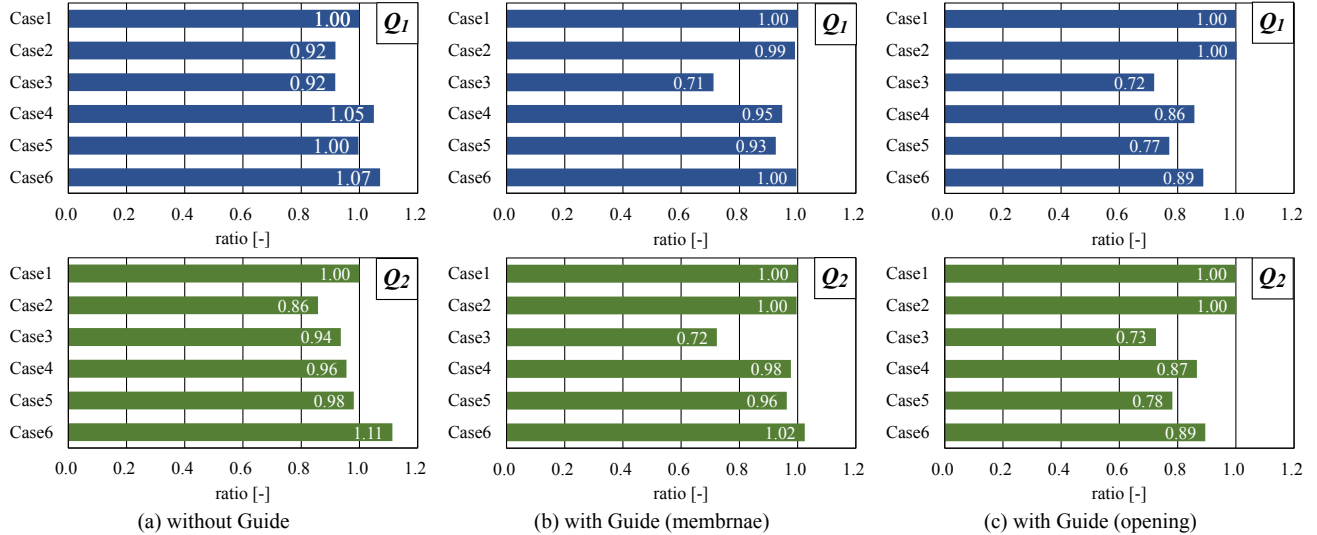 Case1 1.00 Q1
Case2 0.92
Case3 0.92
Case4 1.05
Case5 1.00
Case6 1.07
0.0 0.2 0.4 0.6 0.8 1.0 1.2
ratio [-]
Case1 1.00 Q1
Case2 0.99
Case3 0.71
Case4 0.95
Case5 0.93
Case6 1.00
0.0 0.2 0.4 0.6 0.8 1.0 1.2
ratio [-]
Case1 1.00 Q1
Case2 1.00
Case3 0.72
Case4 0.86
Case5 0.77
Case6 0.89
0.0 0.2 0.4 0.6 0.8 1.0 1.2
ratio [-]
Case1 1.00 Q2
Case2 0.86
Case3 0.94
Case4 0.96
Case5 0.98
Case6 1.11
0.0 0.2 0.4 0.6 0.8 1.0 1.2
ratio [-]
Case1 1.00 Q2
Case2 1.00
Case3 0.72
Case4 0.98
Case5 0.96
Case6 1.02
0.0 0.2 0.4 0.6 0.8 1.0 1.2
ratio [-]
Case1 1.00 Q2
Case2 1.00
Case3 0.73
Case4 0.87
Case5 0.78
Case6 0.89
0.0 0.2 0.4 0.6 0.8 1.0 1.2
ratio [-]
(a) without Guide
(b) with Guide (membrnae)
(c) with Guide (opening)